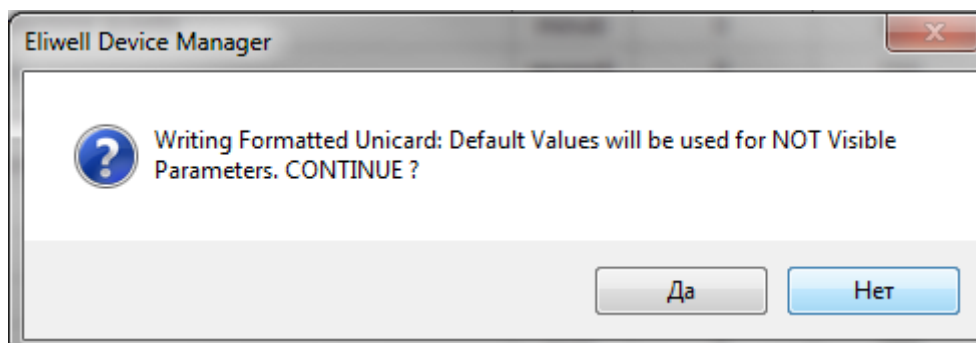 Eliwell Device Manager
Writing Formatted Unicard: Default Values will be used for NOT Visible
Parameters. CONTINUE ?
Да
Нет